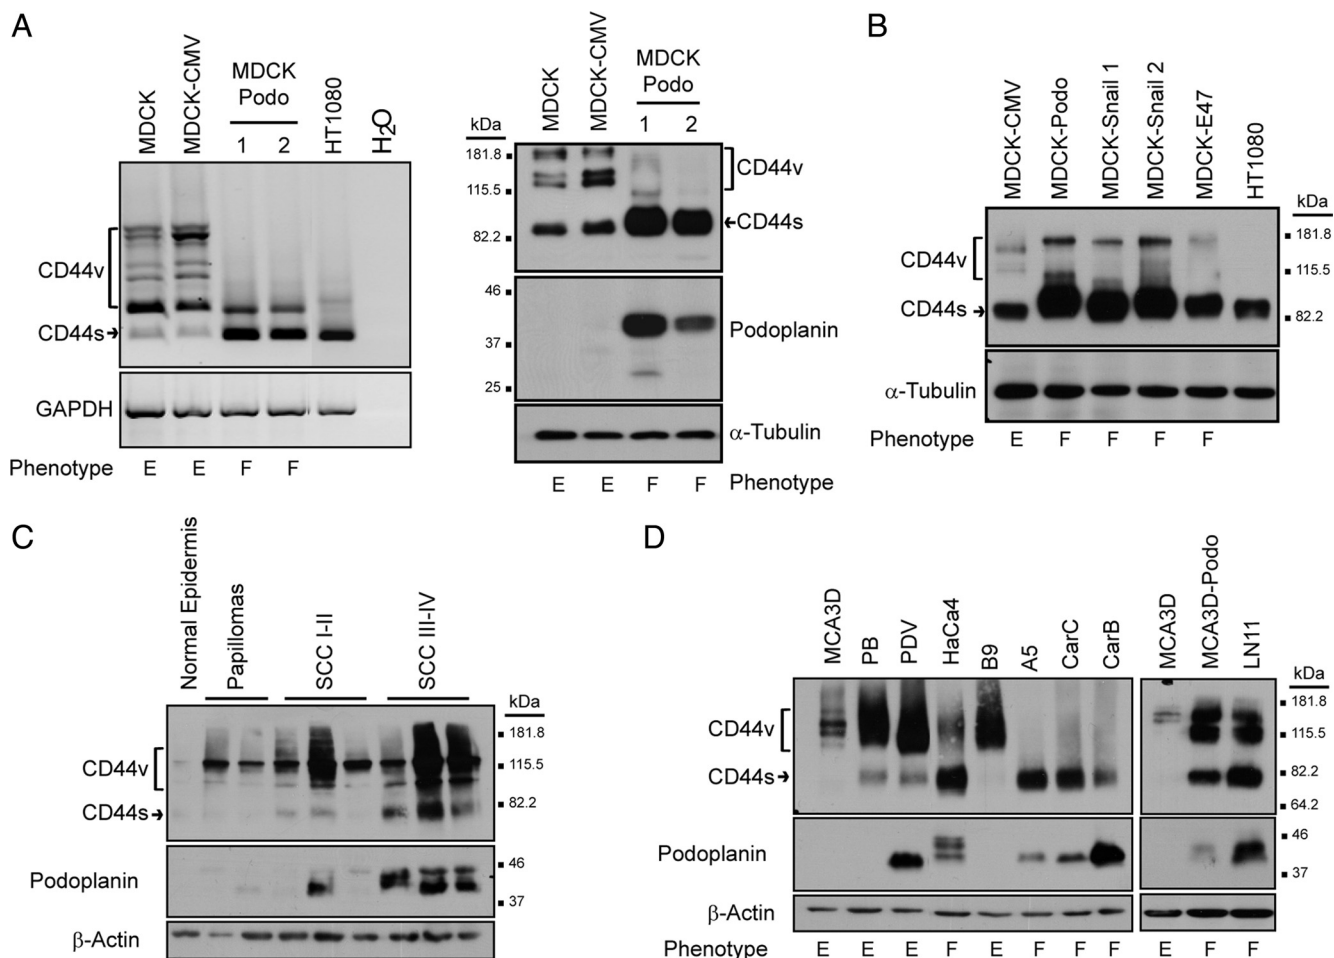 A
MDCK
MDCK-CMV
MDCK
Podo
1 2
HT1080
H2O
CD44v
CD44s
GAPDH
Phenotype E E F F
kDa
MDCK
MDCK-CMV
MDCK
Podo
1 2
181.8
115.5
82.2
CD44v
CD44s
46
37
25
Podoplanin
α-Tubulin
E E F F Phenotype
B
MDCK-CMV
MDCK-Podo
MDCK-Snail 1
MDCK-Snail 2
MDCK-E47
HT1080
kDa
CD44v
CD44s
181.8
115.5
82.2
α-Tubulin
Phenotype E F F F F
C
Normal Epidermis
Papillomas
SCC I-II
SCC III-IV
kDa
CD44v
CD44s
181.8
115.5
82.2
Podoplanin
46
37
β-Actin
D
MCA3D
PB
PDV
HaCa4
B9
A5
CarC
CarB
MCA3D
MCA3D-Podo
LN11
kDa
CD44v
CD44s
181.8
115.5
82.2
64.2
Podoplanin
46
37
β-Actin
Phenotype E E E F E F F F E F F